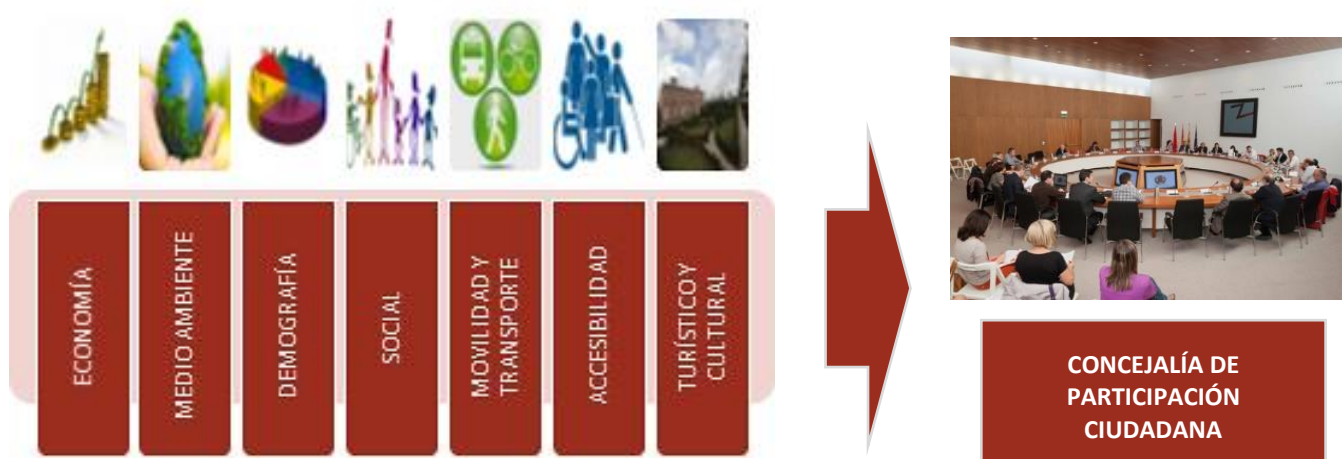 ECONOMÍA
MEDIO AMBIENTE
DEMOGRAFÍA
SOCIAL
MOVILIDAD Y
TRANSPORTE
ACCESIBILIDAD
TURÍSTICO Y
CULTURAL
CONCEJALÍA DE
PARTICIPACIÓN
CIUDADANA